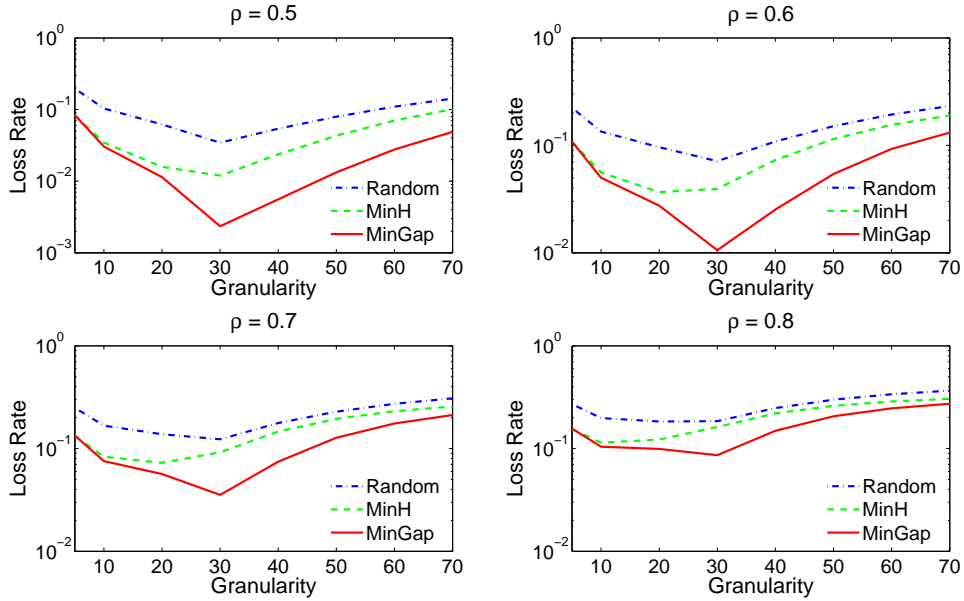 ρ = 0.5
10^0
10^-1
10^-2
10^-3
Loss Rate
Random
MinH
MinGap
10 20 30 40 50 60 70
Granularity
ρ = 0.6
10^0
10^-1
10^-2
Loss Rate
Random
MinH
MinGap
10 20 30 40 50 60 70
Granularity
ρ = 0.7
10^0
10^-1
10^-2
Loss Rate
Random
MinH
MinGap
10 20 30 40 50 60 70
Granularity
ρ = 0.8
10^0
10^-1
10^-2
Loss Rate
Random
MinH
MinGap
10 20 30 40 50 60 70
Granularity